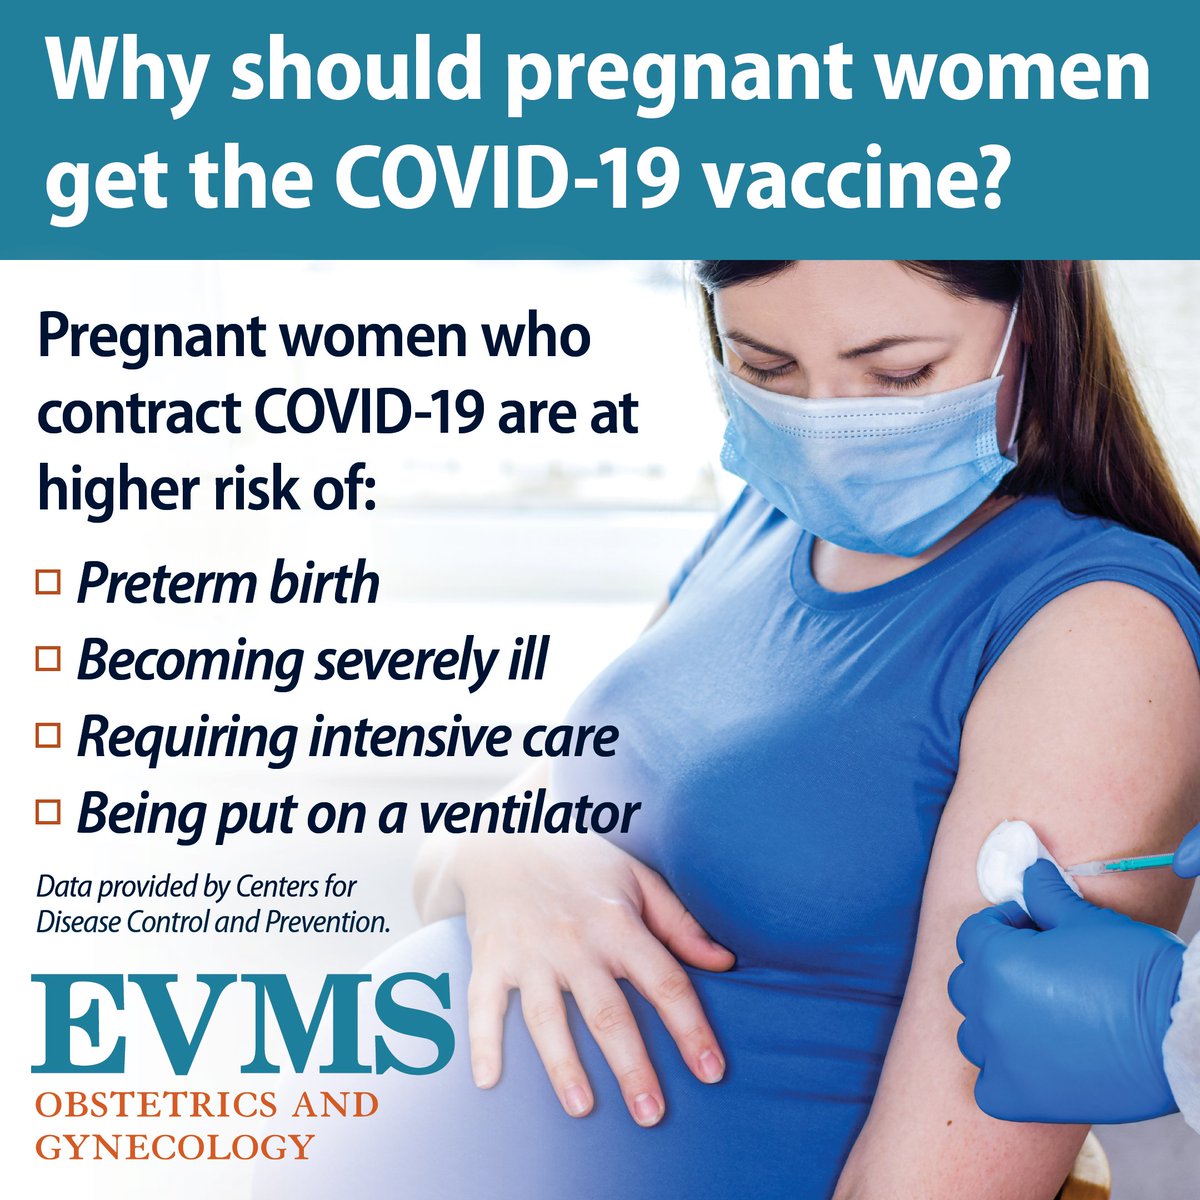 Why should pregnant women
get the COVID-19 vaccine?
Pregnant women who
contract COVID-19 are at
higher risk of:
Preterm birth
Becoming severely ill
Requiring intensive care
Being put on a ventilator
Data provided by Centers for
Disease Control and Prevention.
EVMS
OBSTETRICS AND
GYNECOLOGY